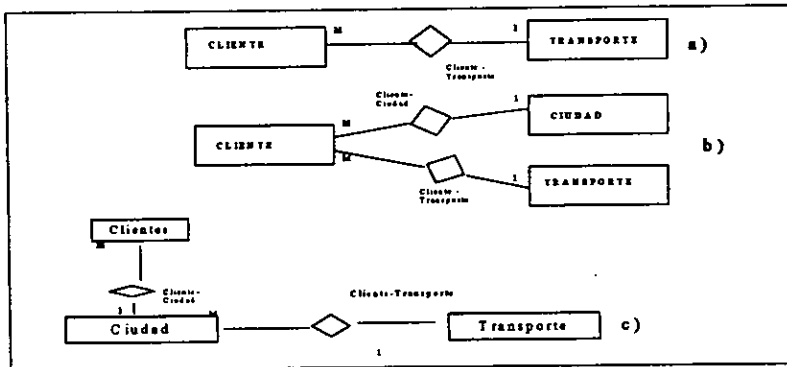 M
1
CLIENTE
TRANSPORTE
a)
Cliente-
Transporte
Cliente-
Ciudad
1
CIUDAD
M
CLIENTE
b)
M
1
Cliente-
Transporte
TRANSPORTE
Clientes
M
Cliente-
Ciudad
Cliente-Transporte
1
M
Ciudad
Transporte
c)
1